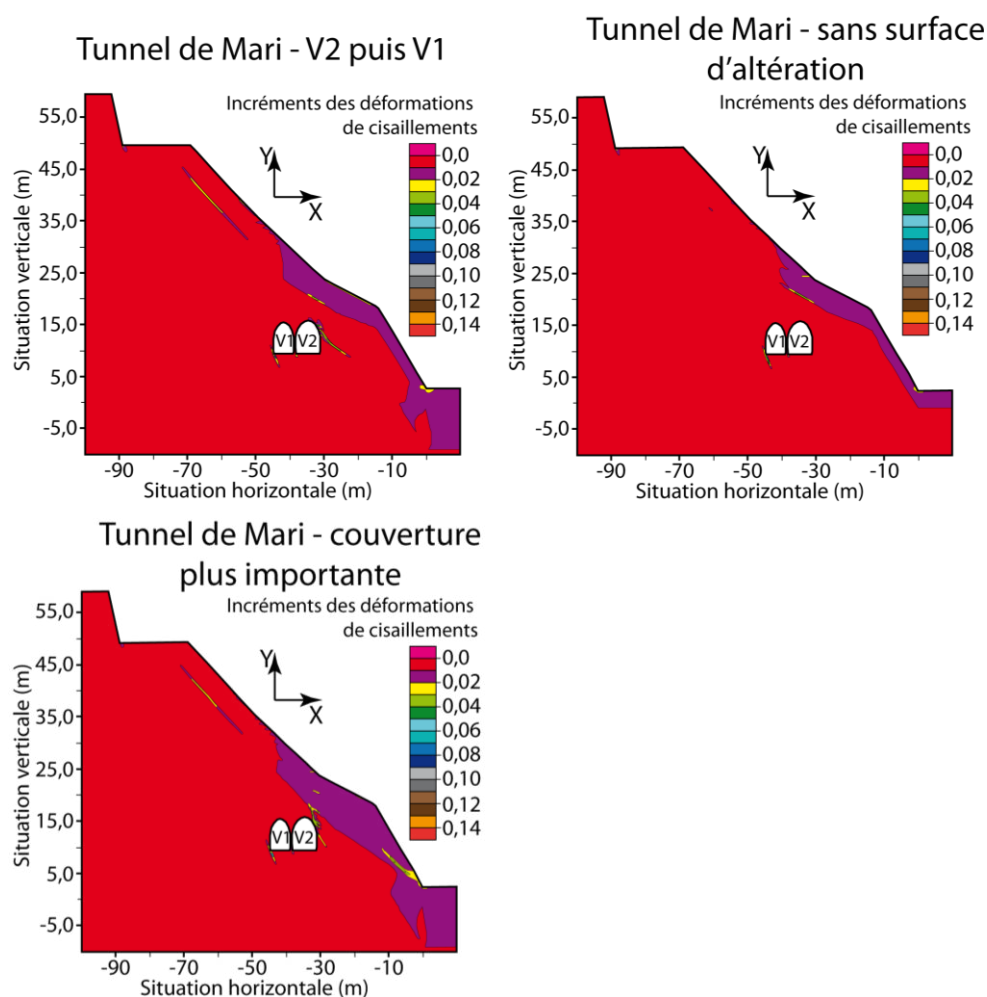 Tunnel de Mari - V2 puis V1
Incréments des déformations
de cisaillements
0,0
0,02
0,04
0,06
0,08
0,10
0,12
0,14
Y
X
V1 V2
55,0
45,0
35,0
25,0
15,0
5,0
-5,0
Situation verticale (m)
-90 -70 -50 -30 -10
Situation horizontale (m)
Tunnel de Mari - sans surface
d'altération
Incréments des déformations
de cisaillements
0,0
0,02
0,04
0,06
0,08
0,10
0,12
0,14
Y
X
V1 V2
55,0
45,0
35,0
25,0
15,0
5,0
-5,0
Situation verticale (m)
-90 -70 -50 -30 -10
Situation horizontale (m)
Tunnel de Mari - couverture
plus importante
Incréments des déformations
de cisaillements
0,0
0,02
0,04
0,06
0,08
0,10
0,12
0,14
Y
X
V1 V2
55,0
45,0
35,0
25,0
15,0
5,0
-5,0
Situation verticale (m)
-90 -70 -50 -30 -10
Situation horizontale (m)